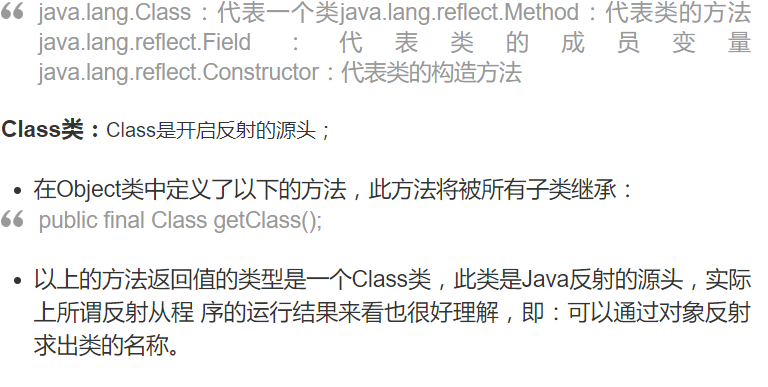 “ java.lang.Class：代表一个类java.lang.reflect.Method：代表类的方法
java.lang.reflect.Field ： 代 表 类 的 成 员 变 量
java.lang.reflect.Constructor：代表类的构造方法
Class类：Class是开启反射的源头；
• 在Object类中定义了以下的方法，此方法将被所有子类继承：
“ public final Class getClass();
• 以上的方法返回值的类型是一个Class类，此类是Java反射的源头，实际
上所谓反射从程 序的运行结果来看也很好理解，即：可以通过对象反射
求出类的名称。